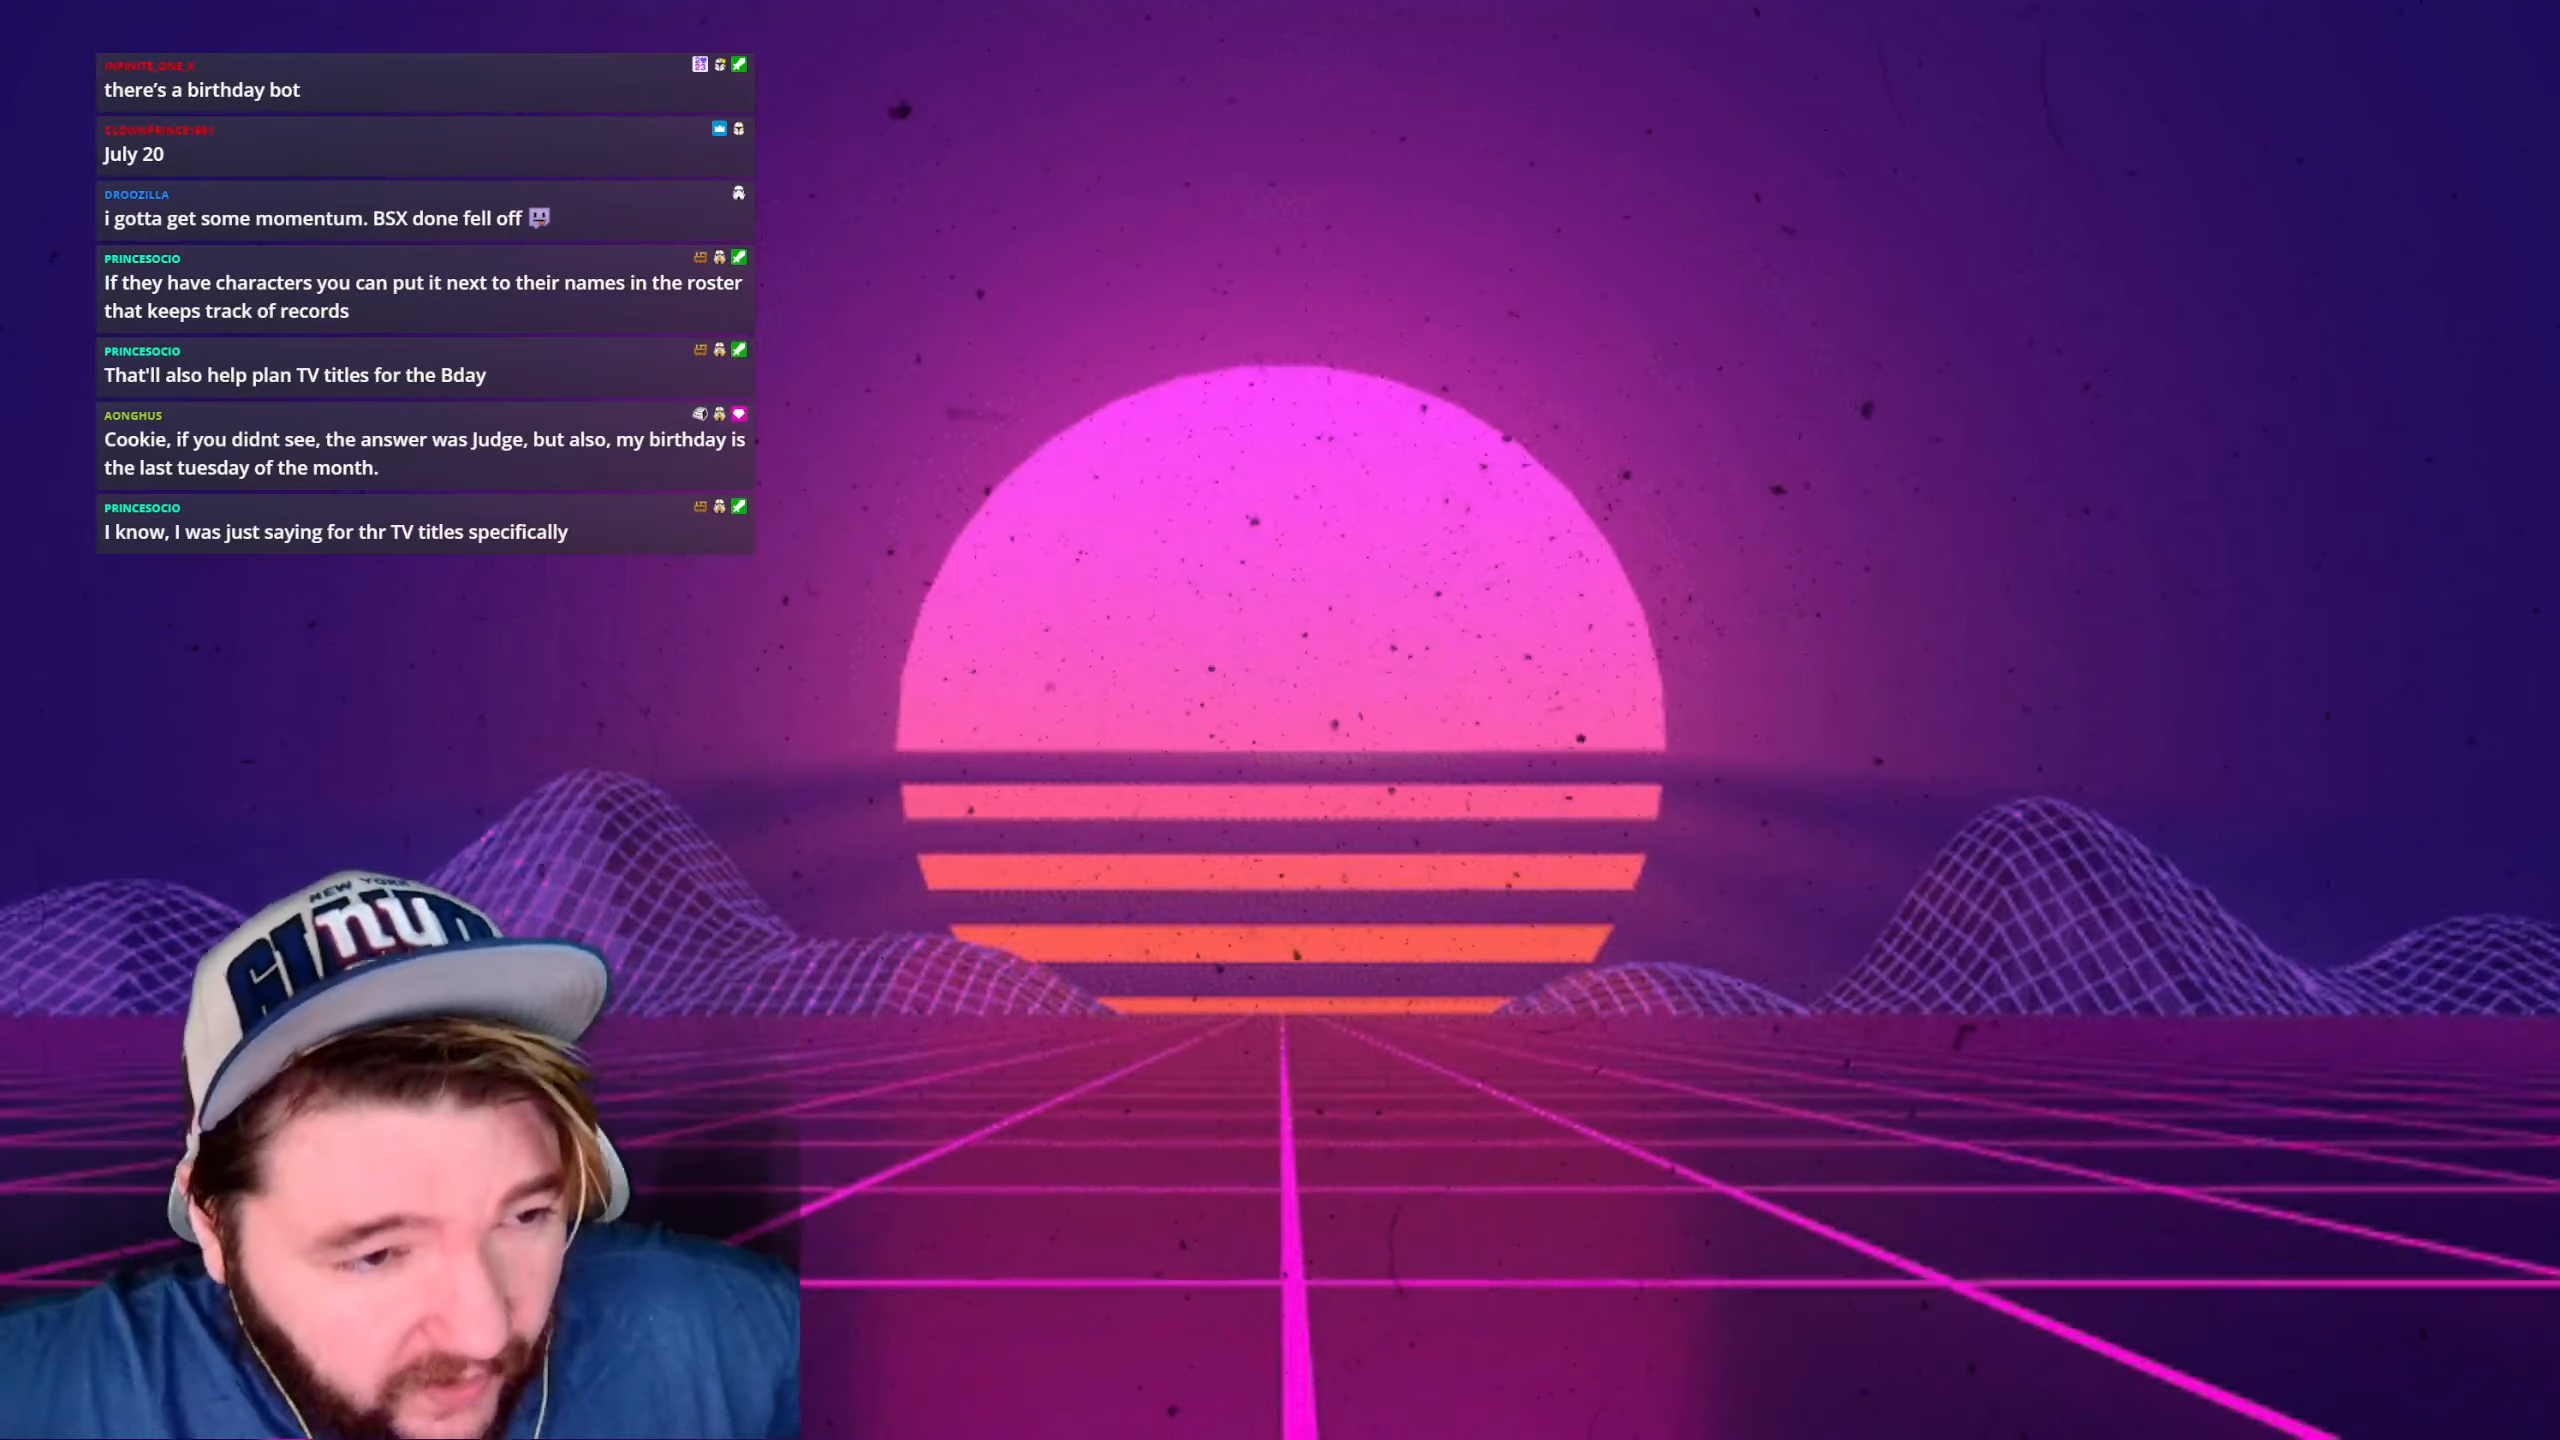 INFINITE_ONE_X
there's a birthday bot
CLOWNPRINCE1981
July 20
DROOZILLA
i gotta get some momentum. BSX done fell off
PRINCESOCIO
If they have characters you can put it next to their names in the roster
that keeps track of records
PRINCESOCIO
That'll also help plan TV titles for the Bday
AONGHUS
Cookie, if you didnt see, the answer was Judge, but also, my birthday is
the last tuesday of the month.
PRINCESOCIO
I know, I was just saying for thr TV titles specifically
NEW YORK